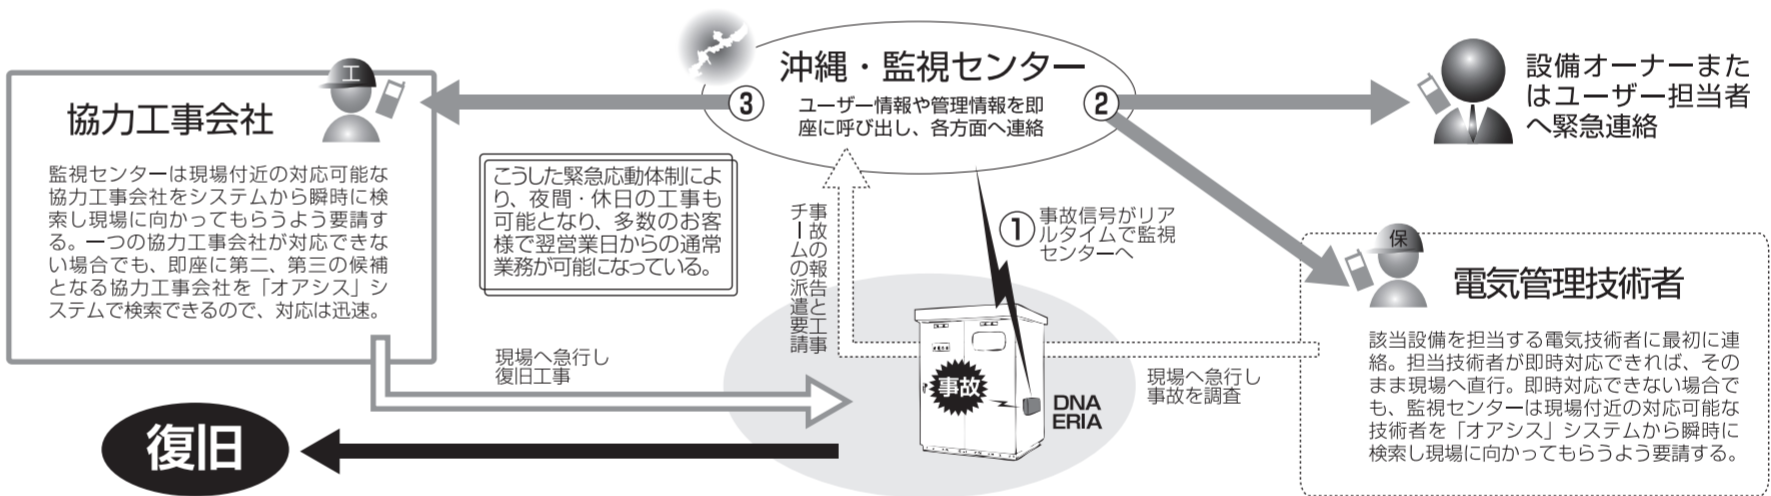 沖縄・監視センター
ユーザー情報や管理情報を即
座に呼び出し、各方面へ連絡
③
②
設備オーナーまた
はユーザー担当者
へ緊急連絡
工
協力工事会社
監視センターは現場付近の対応可能な
協力工事会社をシステムから瞬時に検
索し現場に向かってもらうよう要請す
る。一つの協力工事会社が対応できな
い場合でも、即座に第二、第三の候補
となる協力工事会社を「オアシス」シ
ステムで検索できるので、対応は迅速。
こうした緊急応動体制によ
り、夜間・休日の工事も
可能となり、多数のお客
様で翌営業日からの通常
業務が可能になっている。
事故の報告と工事
チームの派遣要請
①
事故信号がリア
ルタイムで監視
センターへ
保
電気管理技術者
該当設備を担当する電気技術者に最初に連
絡。担当技術者が即時対応できれば、その
まま現場へ直行。即時対応できない場合で
も、監視センターは現場付近の対応可能な
技術者を「オアシス」システムから瞬時に
検索し現場に向かってもらうよう要請する。
現場へ急行し
復旧工事
事故
DNA
ERIA
現場へ急行し
事故を調査
復旧